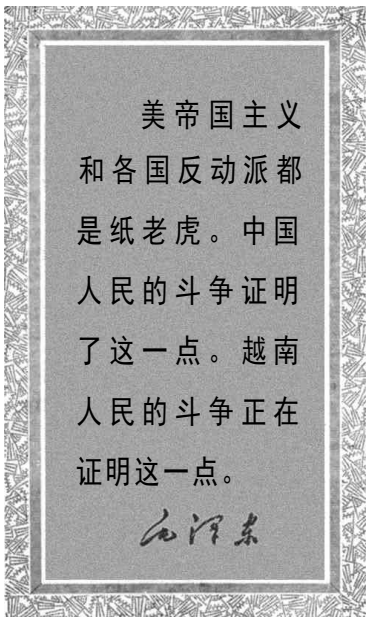 美帝国主义
和各国反动派都
是纸老虎。中国
人民的斗争证明
了这一点。越南
人民的斗争正在
证明这一点。
毛泽东